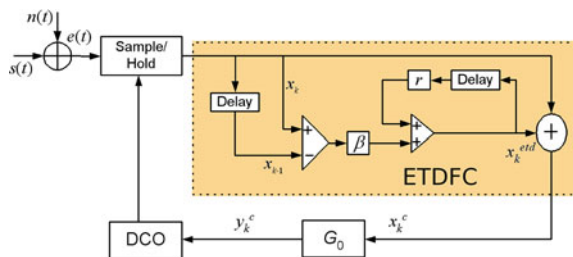 n(t)
e(t)
s(t)
Sample/
Hold
Delay
x_k
x_{k-1}
+
−
β
r
Delay
+
+
x_k^{etd}
+
ETDFC
DCO
y_k^c
G_0
x_k^c